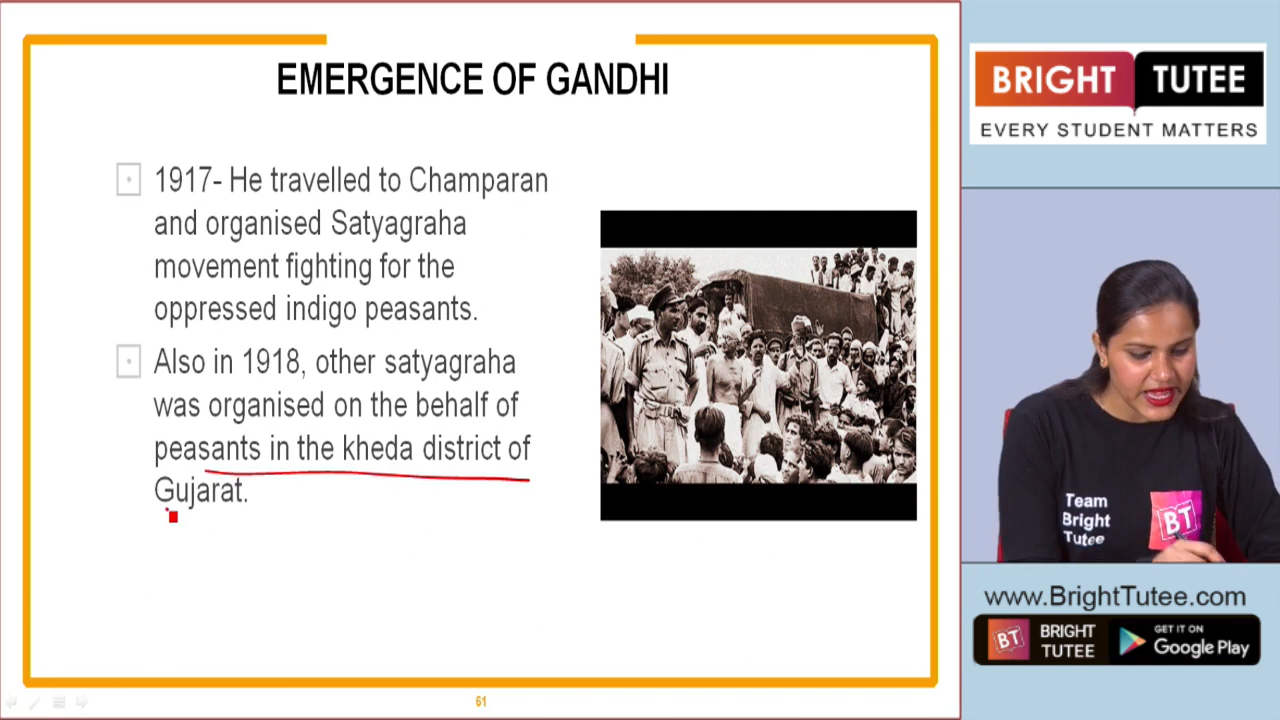 EMERGENCE OF GANDHI
1917- He travelled to Champaran
and organised Satyagraha
movement fighting for the
oppressed indigo peasants.
Also in 1918, other satyagraha
was organised on the behalf of
peasants in the kheda district of
Gujarat.
61
BRIGHT TUTEE
EVERY STUDENT MATTERS
Team
Bright
Tutee
BT
www.BrightTutee.com
BT
BRIGHT
TUTEE
GET IT ON
Google Play